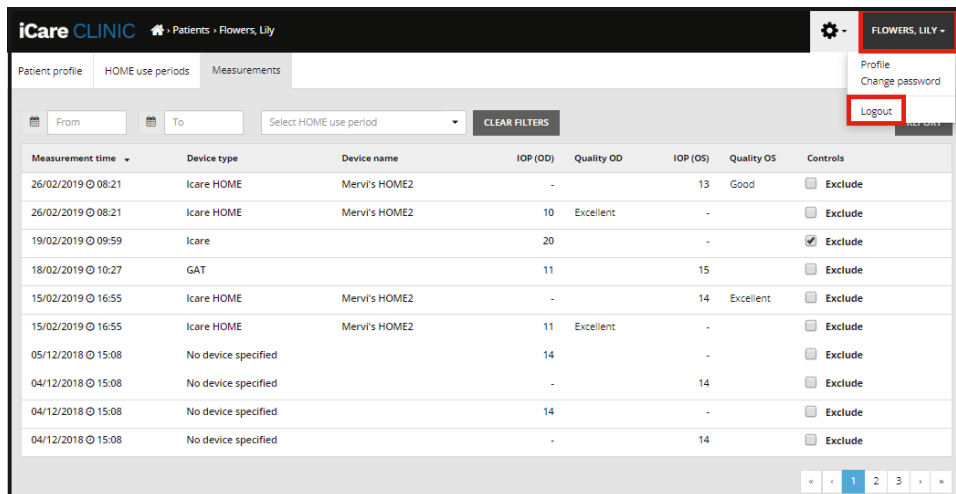 iCare CLINIC › Patients › Flowers, Lily FLOWERS, LILY
Patient profile HOME use periods Measurements
Profile
Change password
Logout
From To Select HOME use period CLEAR FILTERS REPORT
Measurement time Device type Device name IOP (OD) Quality OD IOP (OS) Quality OS Controls
26/02/2019 08:21 Icare HOME Mervi's HOME2 - 13 Good Exclude
26/02/2019 08:21 Icare HOME Mervi's HOME2 10 Excellent - Exclude
19/02/2019 09:59 Icare 20 - Exclude
18/02/2019 10:27 GAT 11 15 Exclude
15/02/2019 16:55 Icare HOME Mervi's HOME2 - 14 Excellent Exclude
15/02/2019 16:55 Icare HOME Mervi's HOME2 11 Excellent - Exclude
05/12/2018 15:08 No device specified 14 - Exclude
04/12/2018 15:08 No device specified - 14 Exclude
04/12/2018 15:08 No device specified 14 - Exclude
04/12/2018 15:08 No device specified - 14 Exclude
« ‹ 1 2 3 › »